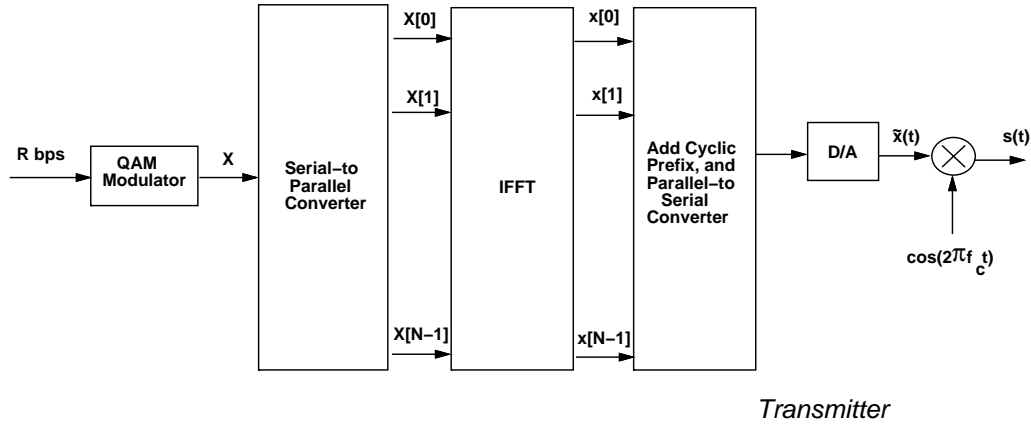 X[0]
x[0]
X[1]
x[1]
R bps
QAM
Modulator
X
Serial−to
Parallel
Converter
IFFT
Add Cyclic
Prefix, and
Parallel−to
Serial
Converter
D/A
x̃(t)
s(t)
cos(2πf_ct)
X[N−1]
x[N−1]
Transmitter